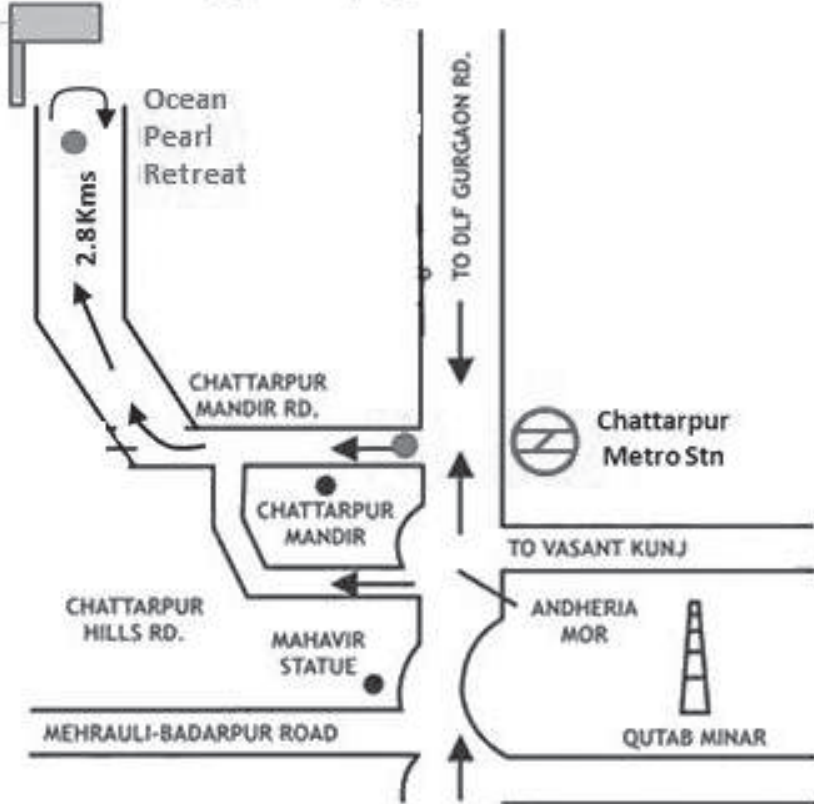 Ocean
Pearl
Retreat
2.8Kms
TO DLF GURGAON RD.
CHATTARPUR
MANDIR RD.
Chattarpur
Metro Stn
CHATTARPUR
MANDIR
TO VASANT KUNJ
CHATTARPUR
HILLS RD.
MAHAVIR
STATUE
ANDHERIA
MOR
MEHRAULI-BADARPUR ROAD
QUTAB MINAR